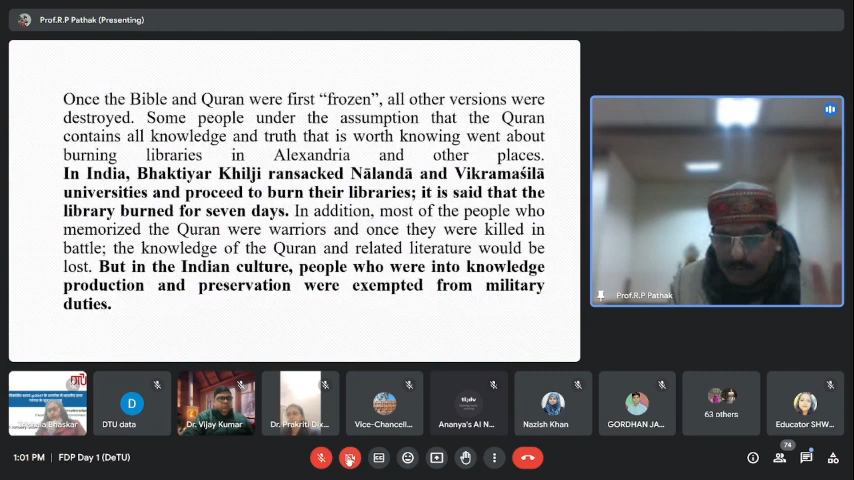 Prof.R.P Pathak (Presenting)
Once the Bible and Quran were first “frozen”, all other versions were
destroyed. Some people under the assumption that the Quran
contains all knowledge and truth that is worth knowing went about
burning libraries in Alexandria and other places.
In India, Bhaktiyar Khilji ransacked Nālandā and Vikramaśilā
universities and proceed to burn their libraries; it is said that the
library burned for seven days. In addition, most of the people who
memorized the Quran were warriors and once they were killed in
battle; the knowledge of the Quran and related literature would be
lost. But in the Indian culture, people who were into knowledge
production and preservation were exempted from military
duties.
Prof.R.P Pathak
Bhaskar
D
DTU data
Dr. Vijay Kumar
Dr. Prakriti Dix...
Vice-Chancell...
tl;dv
Ananya's AI N...
Nazish Khan
GORDHAN JA...
63 others
Educator SHW...
1:01 PM | FDP Day 1 (DeTU)
74